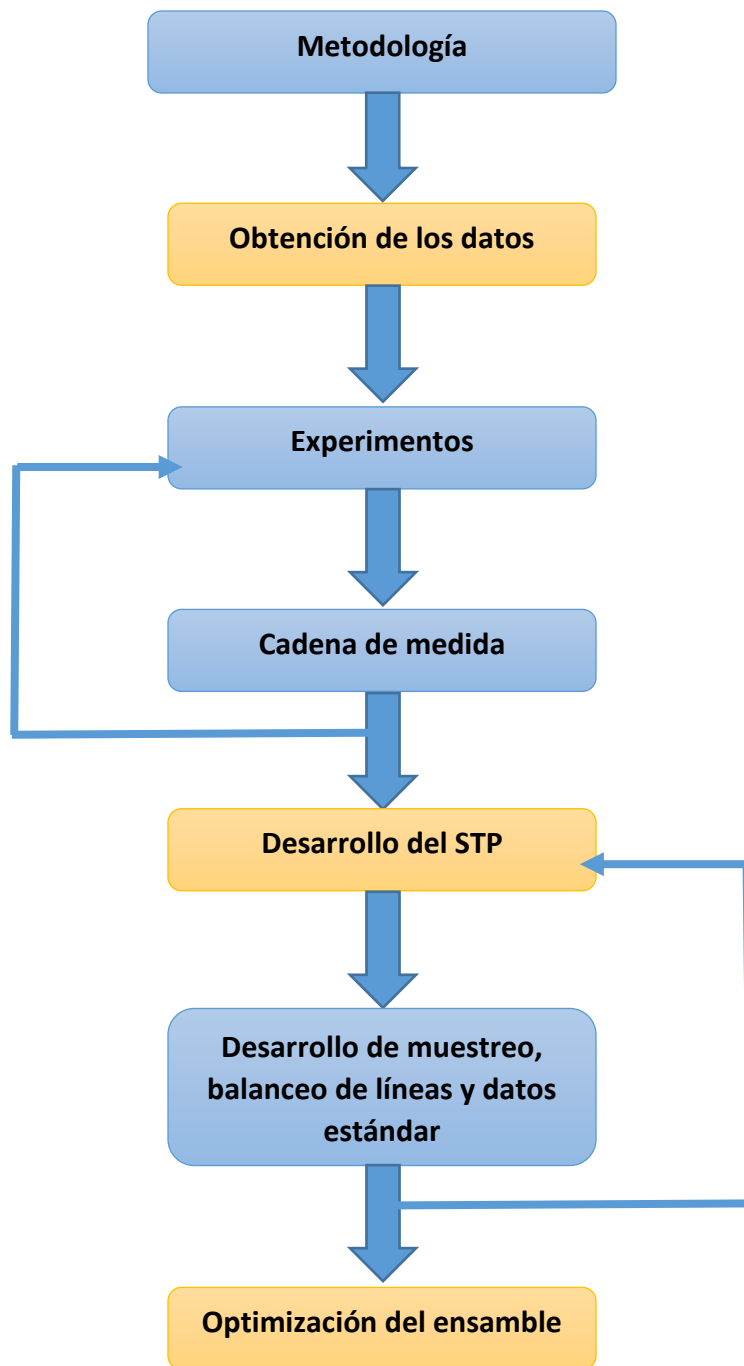 Metodología
Obtención de los datos
Experimentos
Cadena de medida
Desarrollo del STP
Desarrollo de muestreo,
balanceo de líneas y datos
estándar
Optimización del ensamble